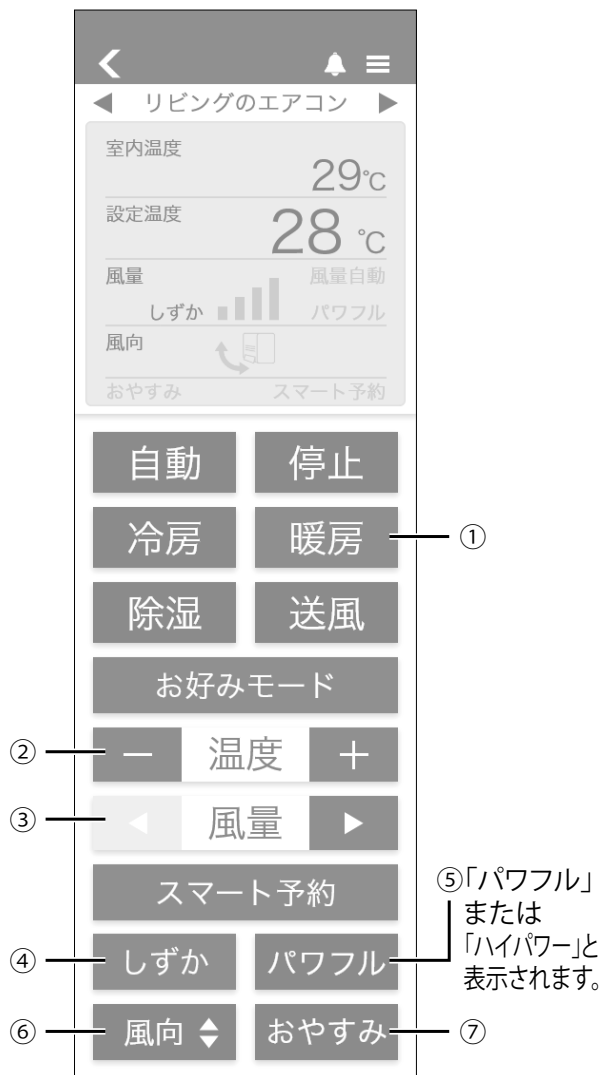 リビングのエアコン
室内温度
29℃
設定温度
28 ℃
風量 風量自動
しずか パワフル
風向
おやすみ スマート予約
自動 停止
冷房 暖房 ①
除湿 送風
お好みモード
② − 温度 +
③ ◀ 風量 ▶
スマート予約
⑤「パワフル」
または
「ハイパワー」と
表示されます。
④ しずか パワフル
⑥ 風向 おやすみ ⑦